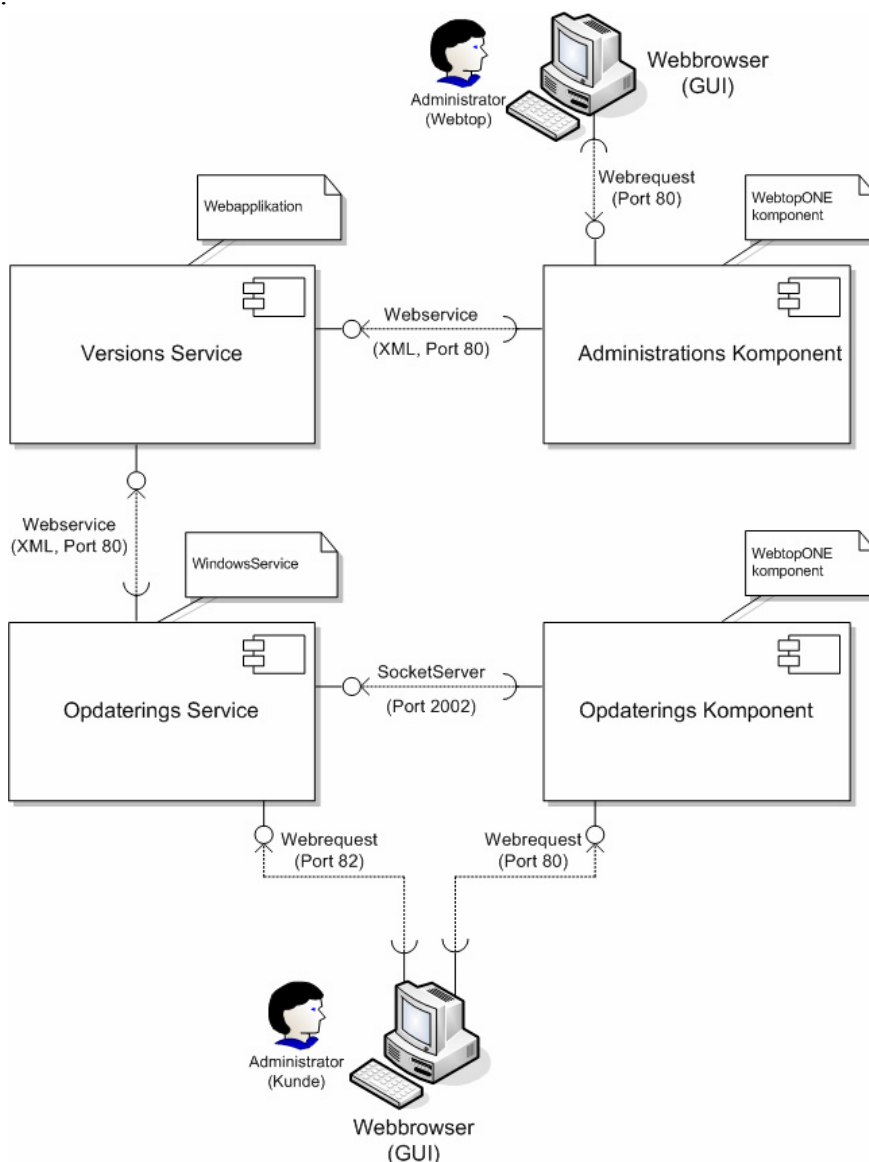 Webbrowser
(GUI)
Administrator
(Webtop)
Webrequest
(Port 80)
Webapplikation
WebtopONE
komponent
Versions Service
Webservice
(XML, Port 80)
Administrations Komponent
Webservice
(XML, Port 80)
WindowsService
WebtopONE
komponent
Opdaterings Service
SocketServer
(Port 2002)
Opdaterings Komponent
Webrequest
(Port 82)
Webrequest
(Port 80)
Administrator
(Kunde)
Webbrowser
(GUI)